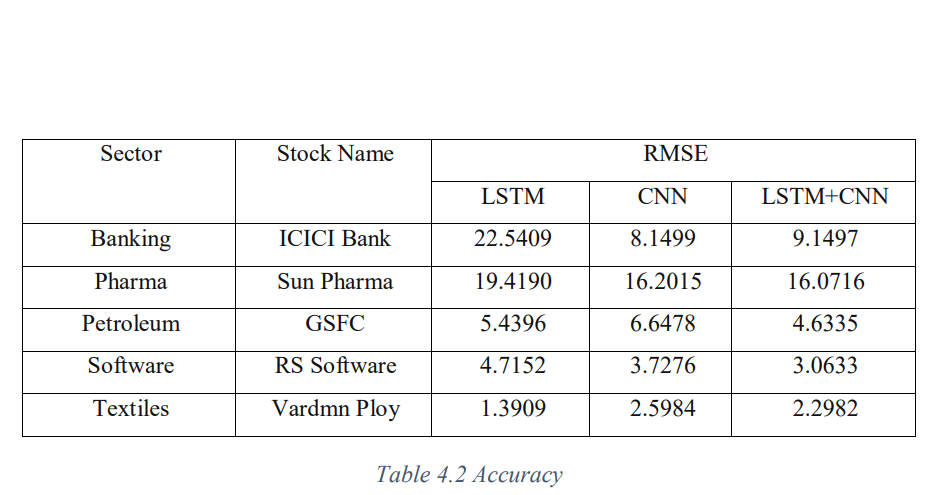 Sector Stock Name RMSE
LSTM CNN LSTM+CNN
Banking ICICI Bank 22.5409 8.1499 9.1497
Pharma Sun Pharma 19.4190 16.2015 16.0716
Petroleum GSFC 5.4396 6.6478 4.6335
Software RS Software 4.7152 3.7276 3.0633
Textiles Vardmn Ploy 1.3909 2.5984 2.2982
Table 4.2 Accuracy